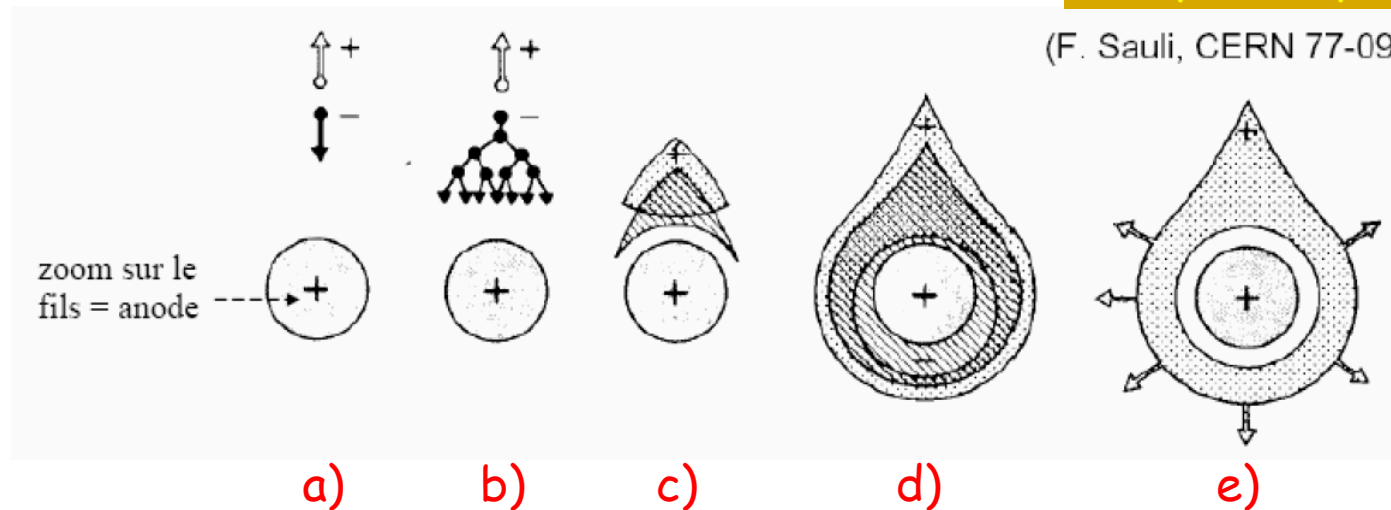 (F. Sauli, CERN 77-09
+ +
− −
+ + +
zoom sur le
fils = anode
+ + + + +
−
a) b) c) d) e)